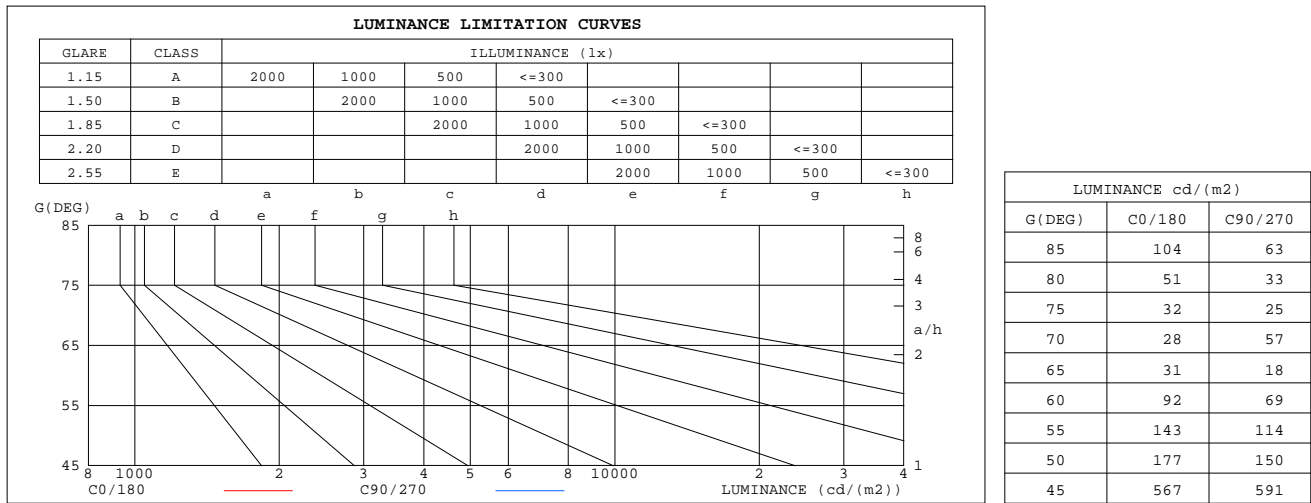 LUMINANCE LIMITATION CURVES
GLARE CLASS ILLUMINANCE (lx)
1.15 A 2000 1000 500 <=300
1.50 B 2000 1000 500 <=300
1.85 C 2000 1000 500 <=300
2.20 D 2000 1000 500 <=300
2.55 E 2000 1000 500 <=300
a b c d e f g h
G(DEG)
a b c d e f g h
85
8
6
75
4
3
a/h
65
2
55
45
1
8 1000 2 3 4 5 6 8 10000 2 3 4
C0/180 C90/270 LUMINANCE (cd/(m2))
LUMINANCE cd/(m2)
G(DEG) C0/180 C90/270
85 104 63
80 51 33
75 32 25
70 28 57
65 31 18
60 92 69
55 143 114
50 177 150
45 567 591